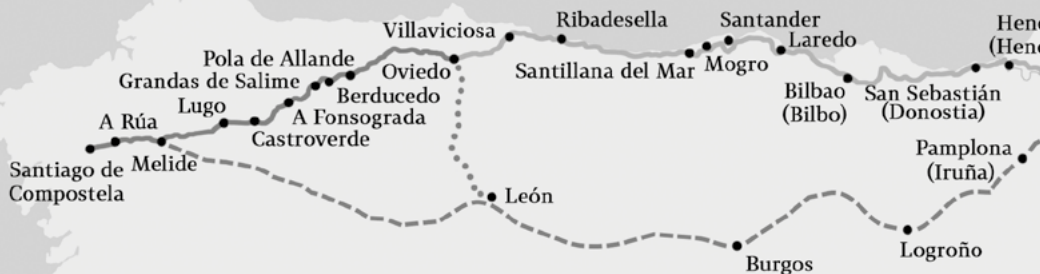 Villaviciosa
Ribadesella
Santander
Pola de Allande
Oviedo
Laredo
Grandas de Salime
Santillana del Mar
Mogro
Berducedo
Bilbao
(Bilbo)
San Sebastián
(Donostia)
Lugo
A Fonsagrada
Castroverde
A Rúa
Melide
Santiago de
Compostela
Pamplona
(Iruña)
León
Logroño
Burgos